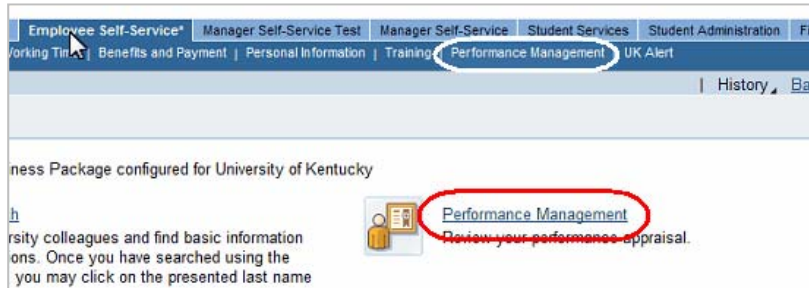 Employee Self-Service* Manager Self-Service Test Manager Self-Service Student Services Student Administration
Benefits and Payment | Personal Information | Training | Performance Management UK Alert
| History
ness Package configured for University of Kentucky
h
Performance Management
rsity colleagues and find basic information
Review your performance appraisal.
ons. Once you have searched using the
you may click on the presented last name